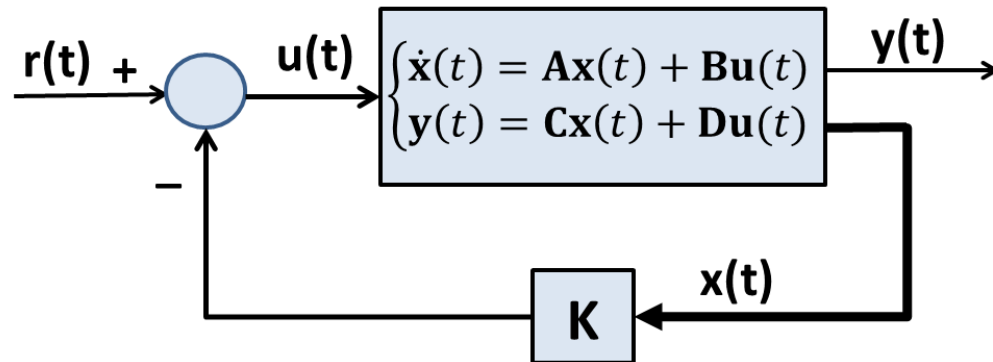 r(t) +
u(t)
ẋ(t) = Ax(t) + Bu(t)
y(t) = Cx(t) + Du(t)
y(t)
−
K
x(t)